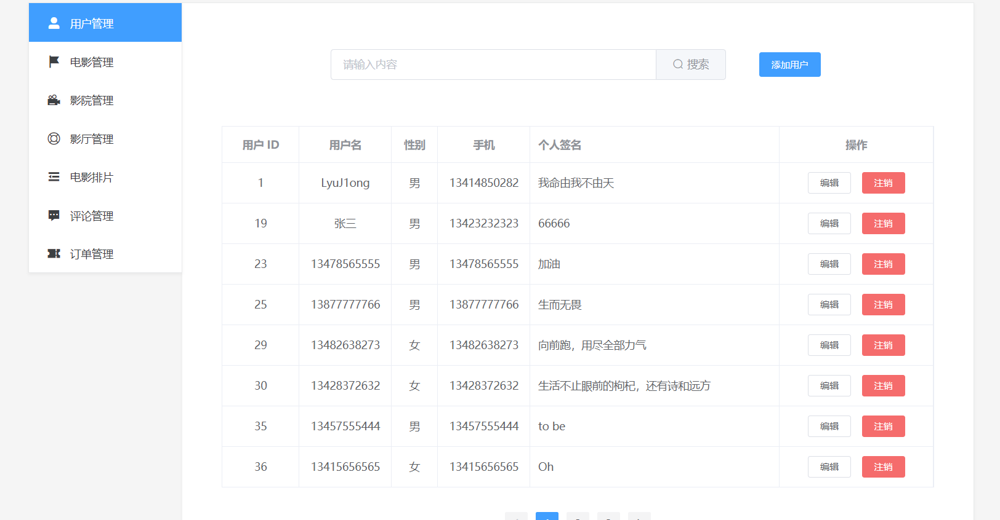 用户管理
电影管理
影院管理
影厅管理
电影排片
评论管理
订单管理
请输入内容 搜索 添加用户
用户 ID 用户名 性别 手机 个人签名 操作
1 LyuJ1ong 男 13414850282 我命由我不由天 编辑 注销
19 张三 男 13423232323 66666 编辑 注销
23 13478565555 男 13478565555 加油 编辑 注销
25 13877777766 男 13877777766 生而无畏 编辑 注销
29 13482638273 女 13482638273 向前跑，用尽全部力气 编辑 注销
30 13428372632 女 13428372632 生活不止眼前的枸杞，还有诗和远方 编辑 注销
35 13457555444 男 13457555444 to be 编辑 注销
36 13415656565 女 13415656565 Oh 编辑 注销